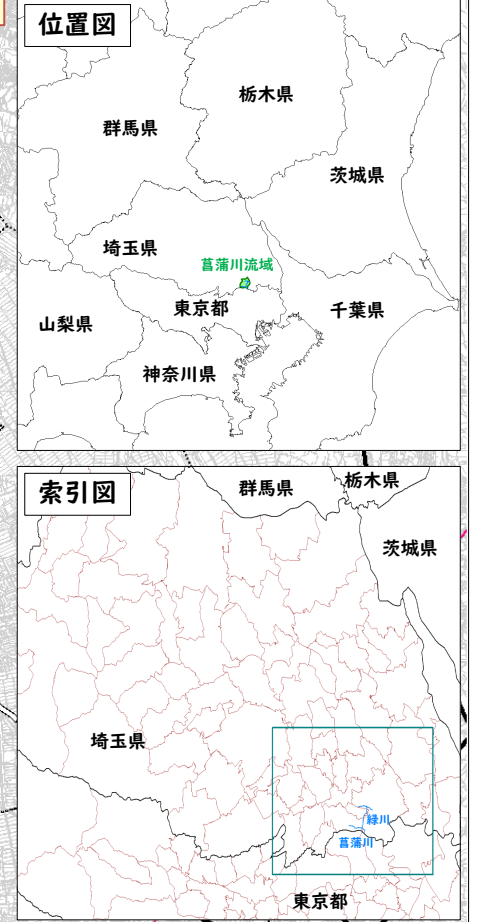 位置図
栃木県
群馬県
茨城県
埼玉県
菖蒲川流域
東京都
千葉県
山梨県
神奈川県
索引図
群馬県
栃木県
茨城県
埼玉県
緑川
菖蒲川
東京都